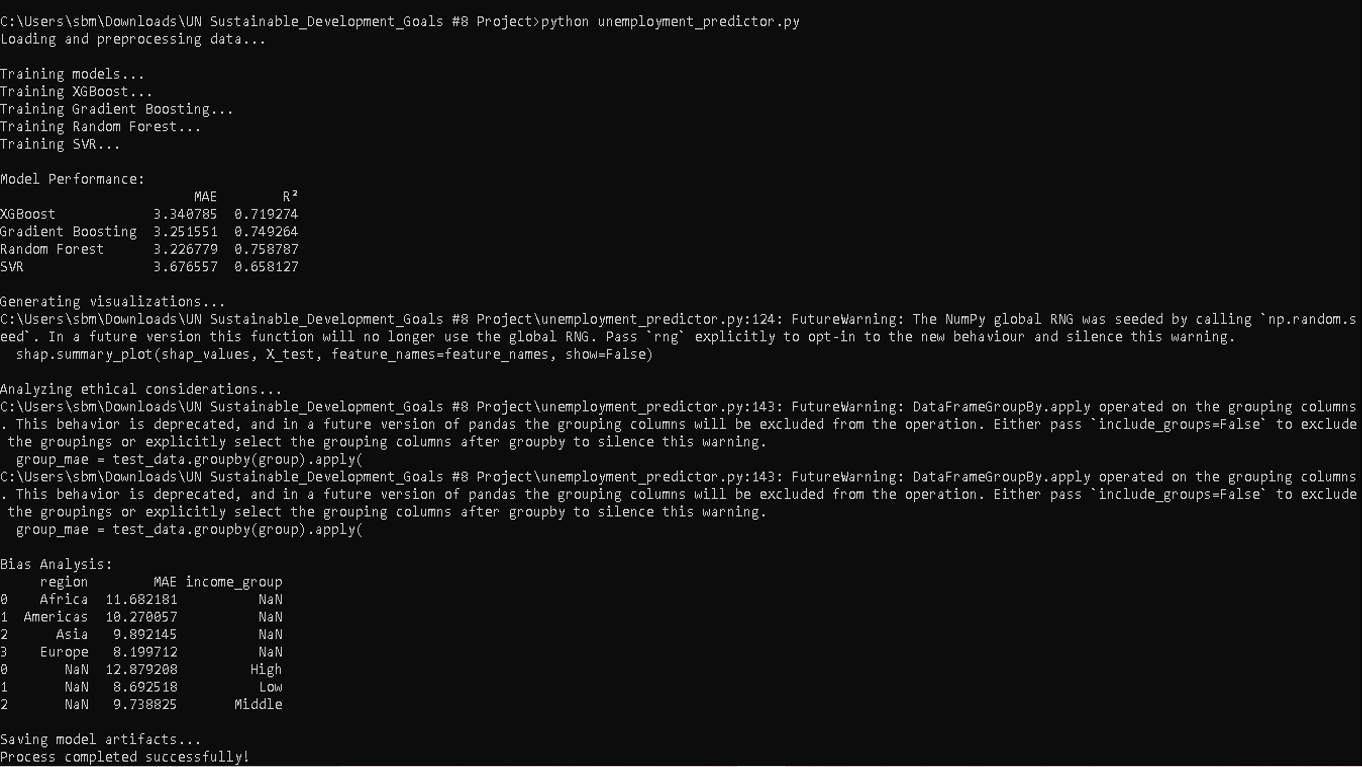 C:\Users\sbm\Downloads\UN Sustainable_Development_Goals #8 Project>python unemployment_predictor.py
Loading and preprocessing data...
Training models...
Training XGBoost...
Training Gradient Boosting...
Training Random Forest...
Training SVR...
Model Performance:
                        MAE        R²
XGBoost            3.340785  0.719274
Gradient Boosting  3.251551  0.749264
Random Forest      3.226779  0.758787
SVR                3.676557  0.658127
Generating visualizations...
C:\Users\sbm\Downloads\UN Sustainable_Development_Goals #8 Project\unemployment_predictor.py:124: FutureWarning: The NumPy global RNG was seeded by calling `np.random.s
eed`. In a future version this function will no longer use the global RNG. Pass `rng` explicitly to opt-in to the new behaviour and silence this warning.
  shap.summary_plot(shap_values, X_test, feature_names=feature_names, show=False)
Analyzing ethical considerations...
C:\Users\sbm\Downloads\UN Sustainable_Development_Goals #8 Project\unemployment_predictor.py:143: FutureWarning: DataFrameGroupBy.apply operated on the grouping columns
. This behavior is deprecated, and in a future version of pandas the grouping columns will be excluded from the operation. Either pass `include_groups=False` to exclude
 the groupings or explicitly select the grouping columns after groupby to silence this warning.
  group_mae = test_data.groupby(group).apply(
C:\Users\sbm\Downloads\UN Sustainable_Development_Goals #8 Project\unemployment_predictor.py:143: FutureWarning: DataFrameGroupBy.apply operated on the grouping columns
. This behavior is deprecated, and in a future version of pandas the grouping columns will be excluded from the operation. Either pass `include_groups=False` to exclude
 the groupings or explicitly select the grouping columns after groupby to silence this warning.
  group_mae = test_data.groupby(group).apply(
Bias Analysis:
     region        MAE income_group
0    Africa  11.682181          NaN
1  Americas  10.270057          NaN
2      Asia   9.892145          NaN
3    Europe   8.199712          NaN
0       NaN  12.879208         High
1       NaN   8.692518          Low
2       NaN   9.738825       Middle
Saving model artifacts...
Process completed successfully!